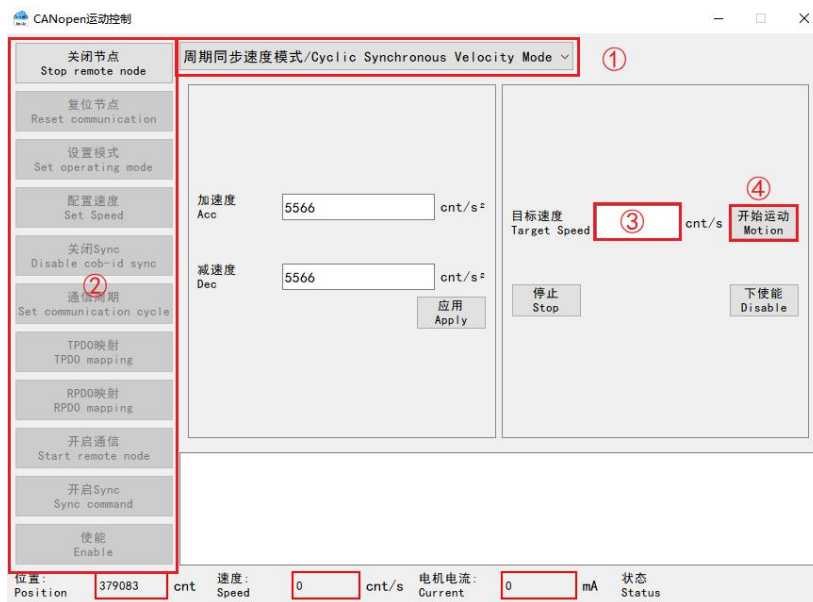 CANopen运动控制
关闭节点
Stop remote node
复位节点
Reset communication
设置模式
Set operating mode
配置速度
Set Speed
关闭Sync
Disable cob-id sync
通信周期
Set communication cycle
TPDO映射
TPDO mapping
RPDO映射
RPDO mapping
开启通信
Start remote node
开启Sync
Sync command
使能
Enable
②
周期同步速度模式/Cyclic Synchronous Velocity Mode
①
加速度
Acc
5566
cnt/s²
减速度
Dec
5566
cnt/s²
应用
Apply
目标速度
Target Speed
③
cnt/s
④
开始运动
Motion
停止
Stop
下使能
Disable
位置:
Position
379083
cnt
速度:
Speed
0
cnt/s
电机电流:
Current
0
mA
状态
Status